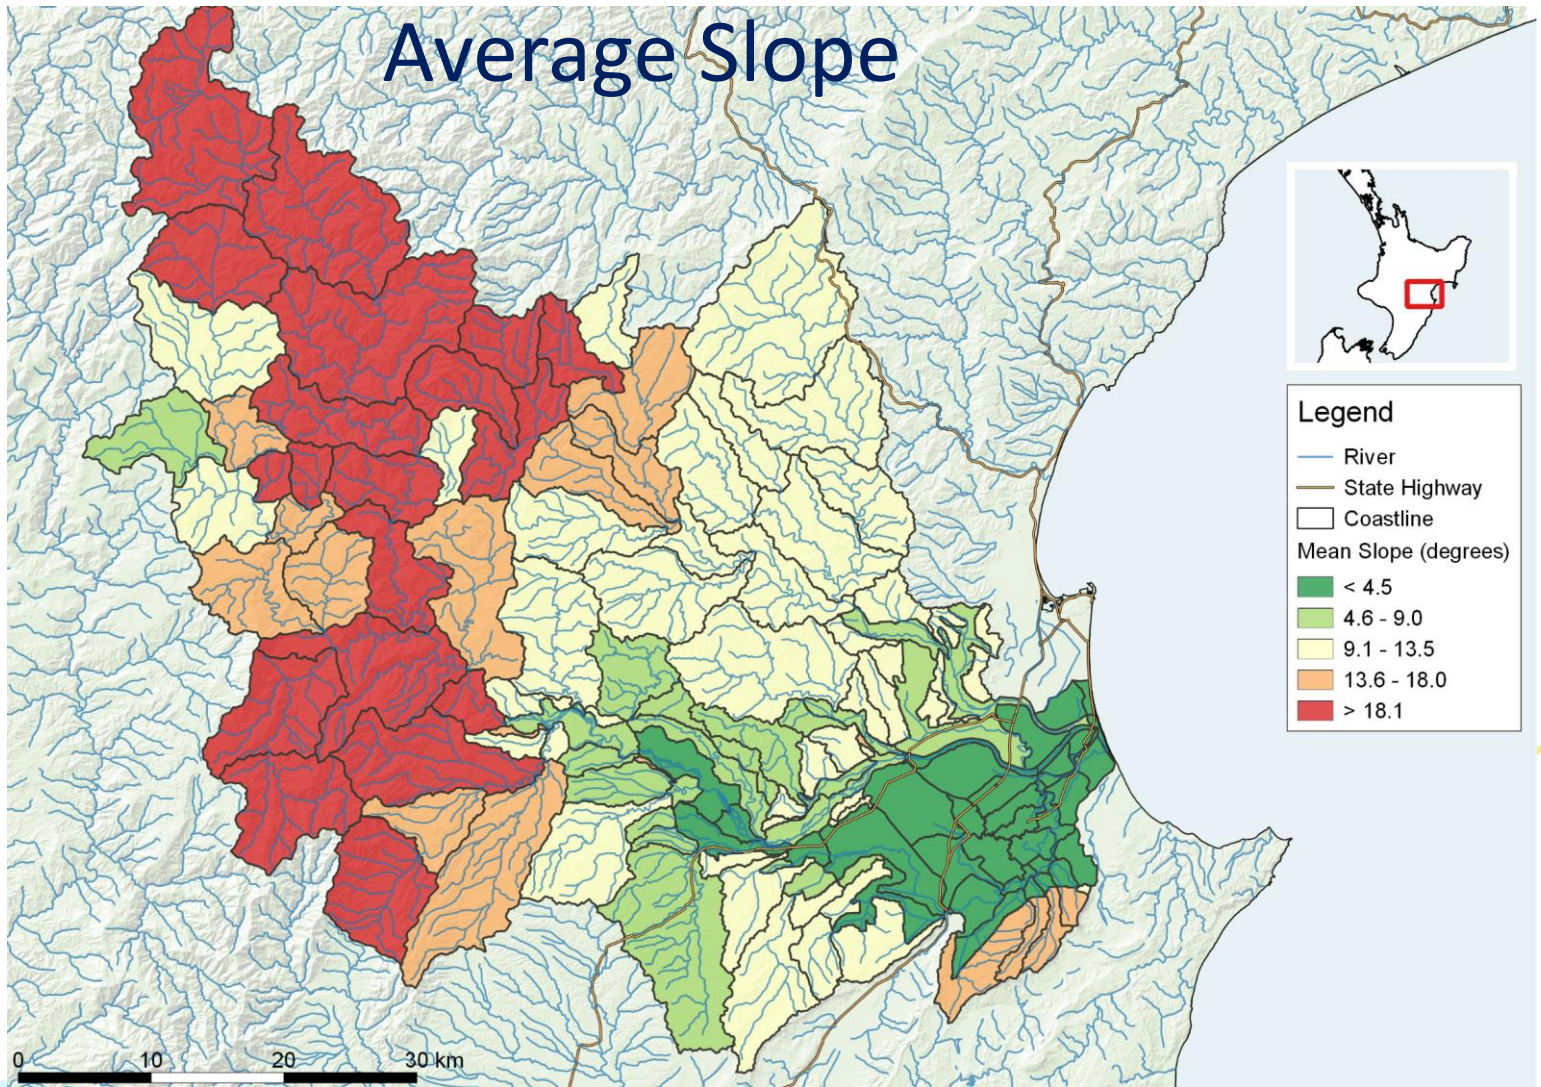 Average Slope
Legend
River
State Highway
Coastline
Mean Slope (degrees)
< 4.5
4.6 - 9.0
9.1 - 13.5
13.6 - 18.0
> 18.1
0 10 20 30 km